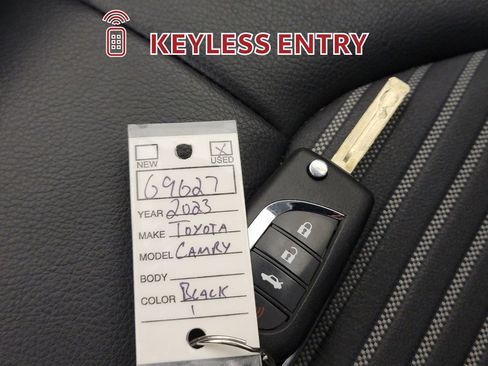 KEYLESS ENTRY
NEW X USED
69627
YEAR 2023
MAKE TOYOTA
MODEL CAMRY
BODY
COLOR BLACK